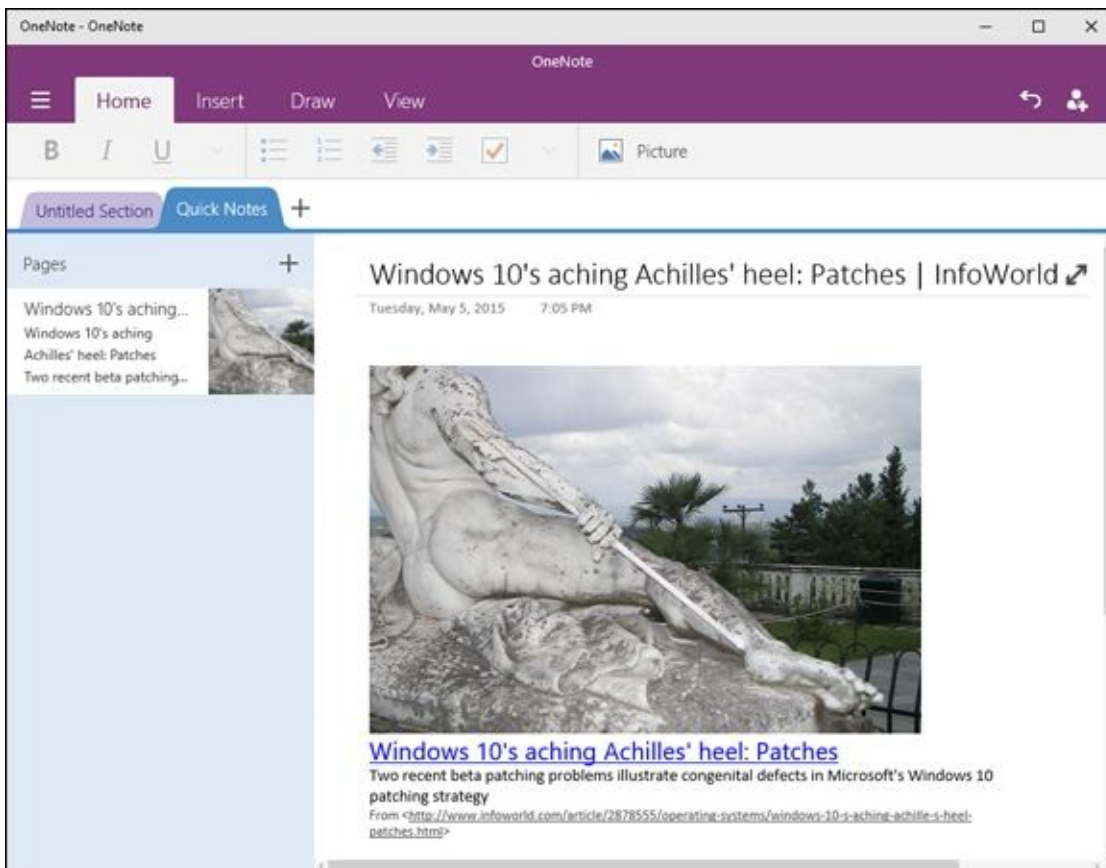 OneNote - OneNote
OneNote
Home Insert Draw View
B I U Picture
Untitled Section Quick Notes
Pages
Windows 10's aching...
Windows 10's aching
Achilles' heel: Patches
Two recent beta patching...
Windows 10's aching Achilles' heel: Patches | InfoWorld
Tuesday, May 5, 2015 7:05 PM
Windows 10's aching Achilles' heel: Patches
Two recent beta patching problems illustrate congenital defects in Microsoft's Windows 10
patching strategy
From <http://www.infoworld.com/article/2878555/operating-systems/windows-10-s-aching-achille-s-heel-
patches.html>